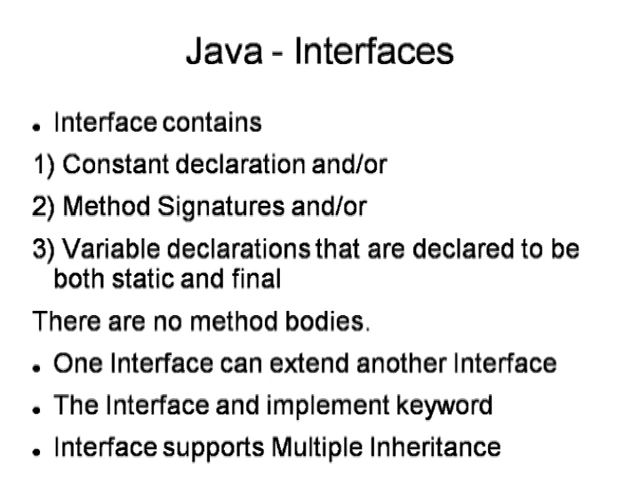 Java - Interfaces
• Interface contains
1) Constant declaration and/or
2) Method Signatures and/or
3) Variable declarations that are declared to be
both static and final
There are no method bodies.
• One Interface can extend another Interface
• The Interface and implement keyword
• Interface supports Multiple Inheritance